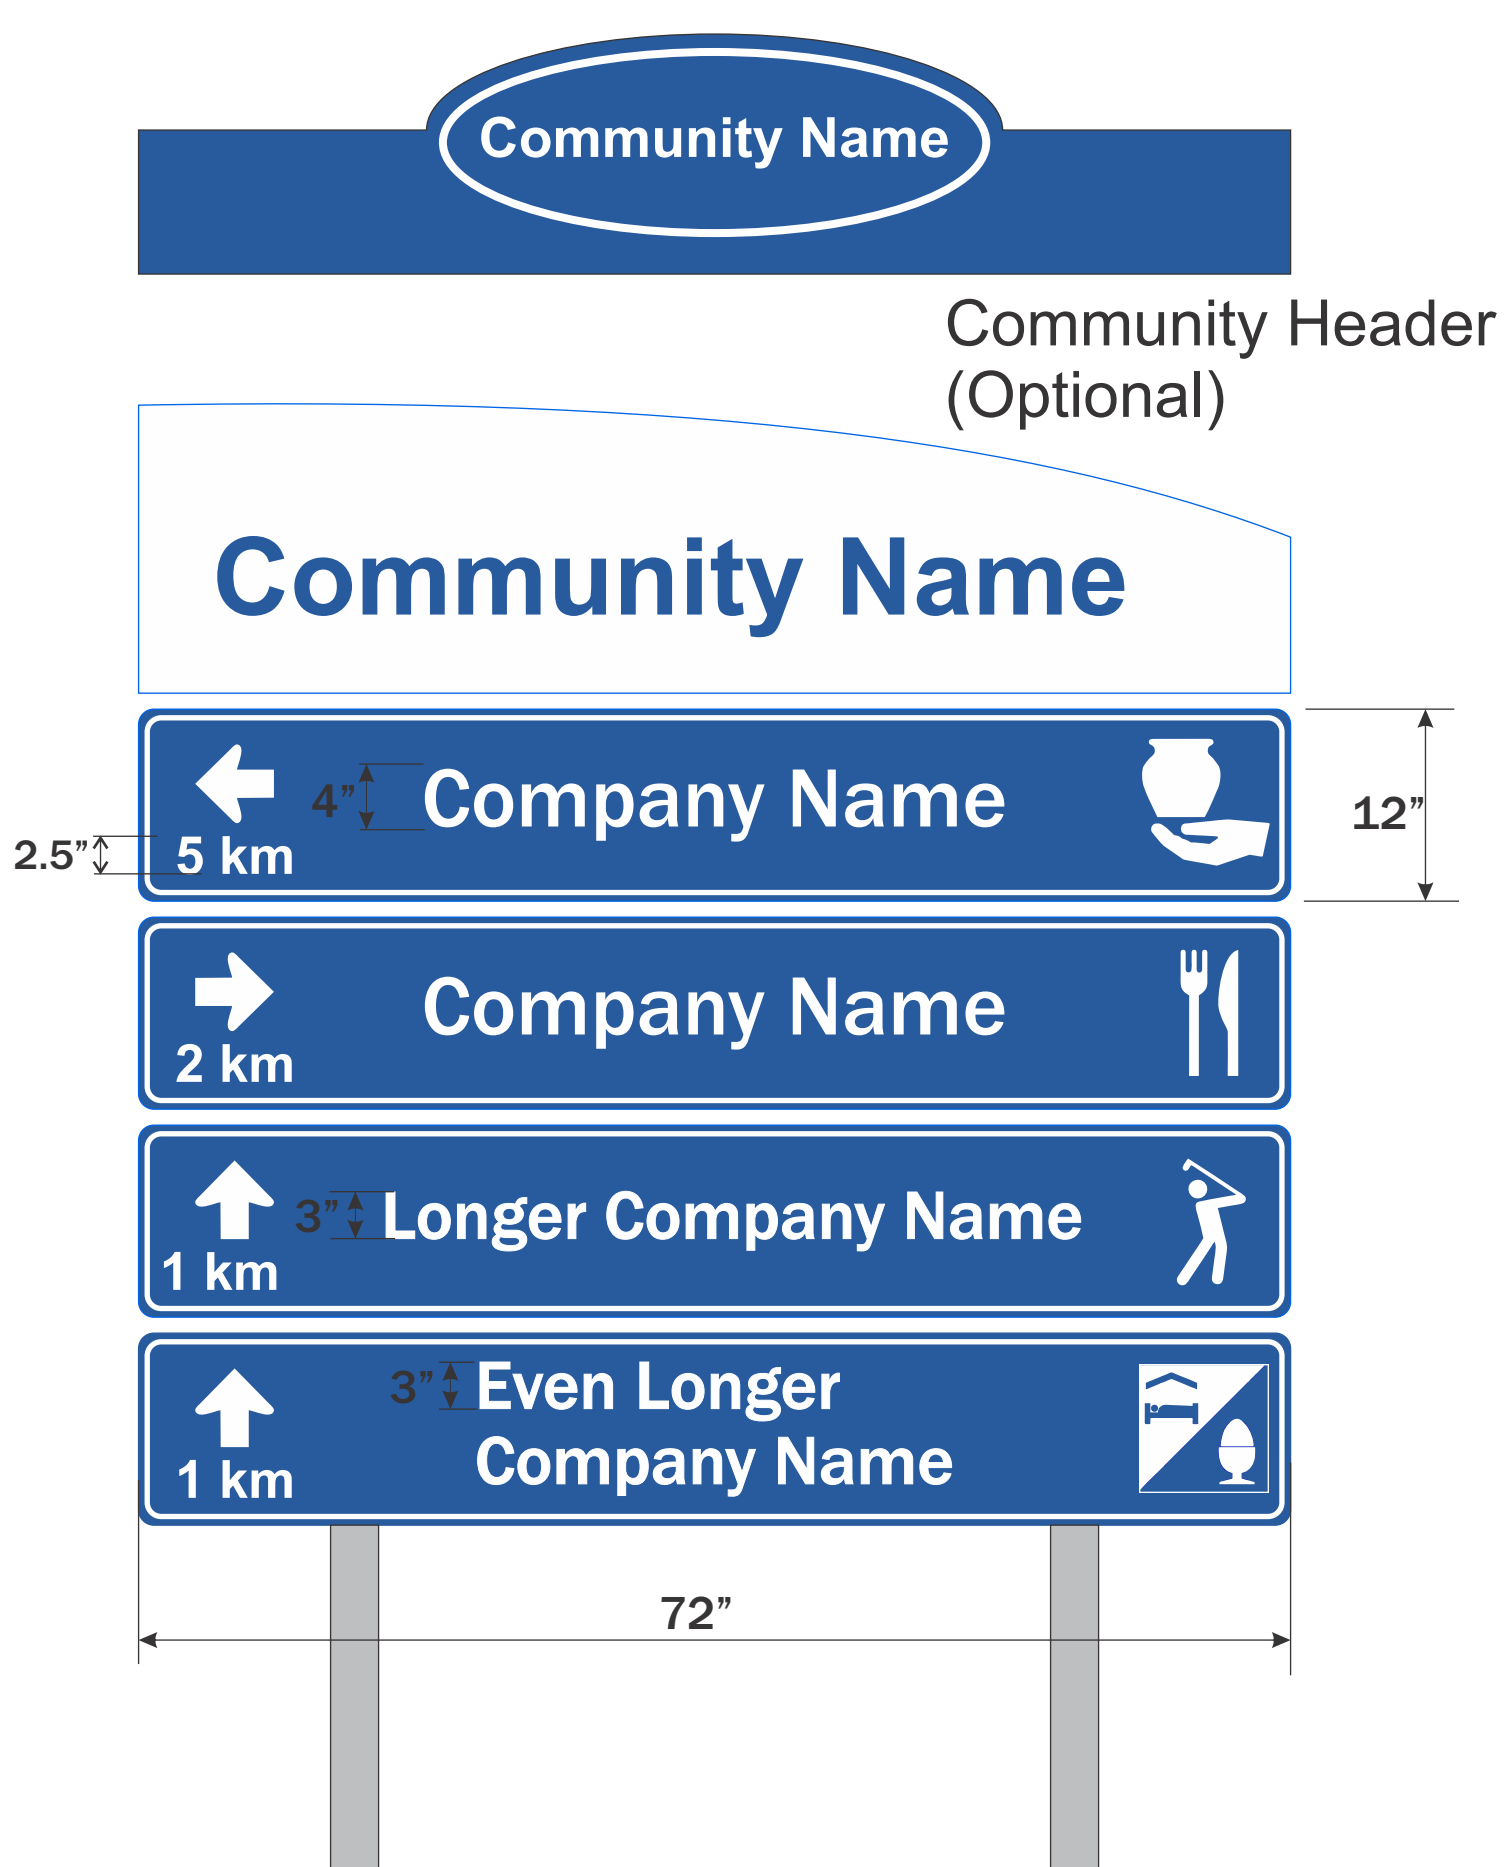 Community Name
Community Header
(Optional)
Community Name
4”
Company Name
12”
2.5”
5 km
Company Name
2 km
3”
Longer Company Name
1 km
3”
Even Longer
Company Name
1 km
72”